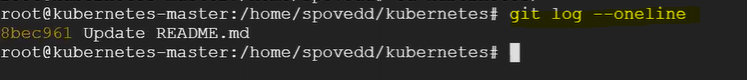 root@kubernetes-master:/home/spovedd/kubernetes# git log --oneline
8bec961 Update README.md
root@kubernetes-master:/home/spovedd/kubernetes#